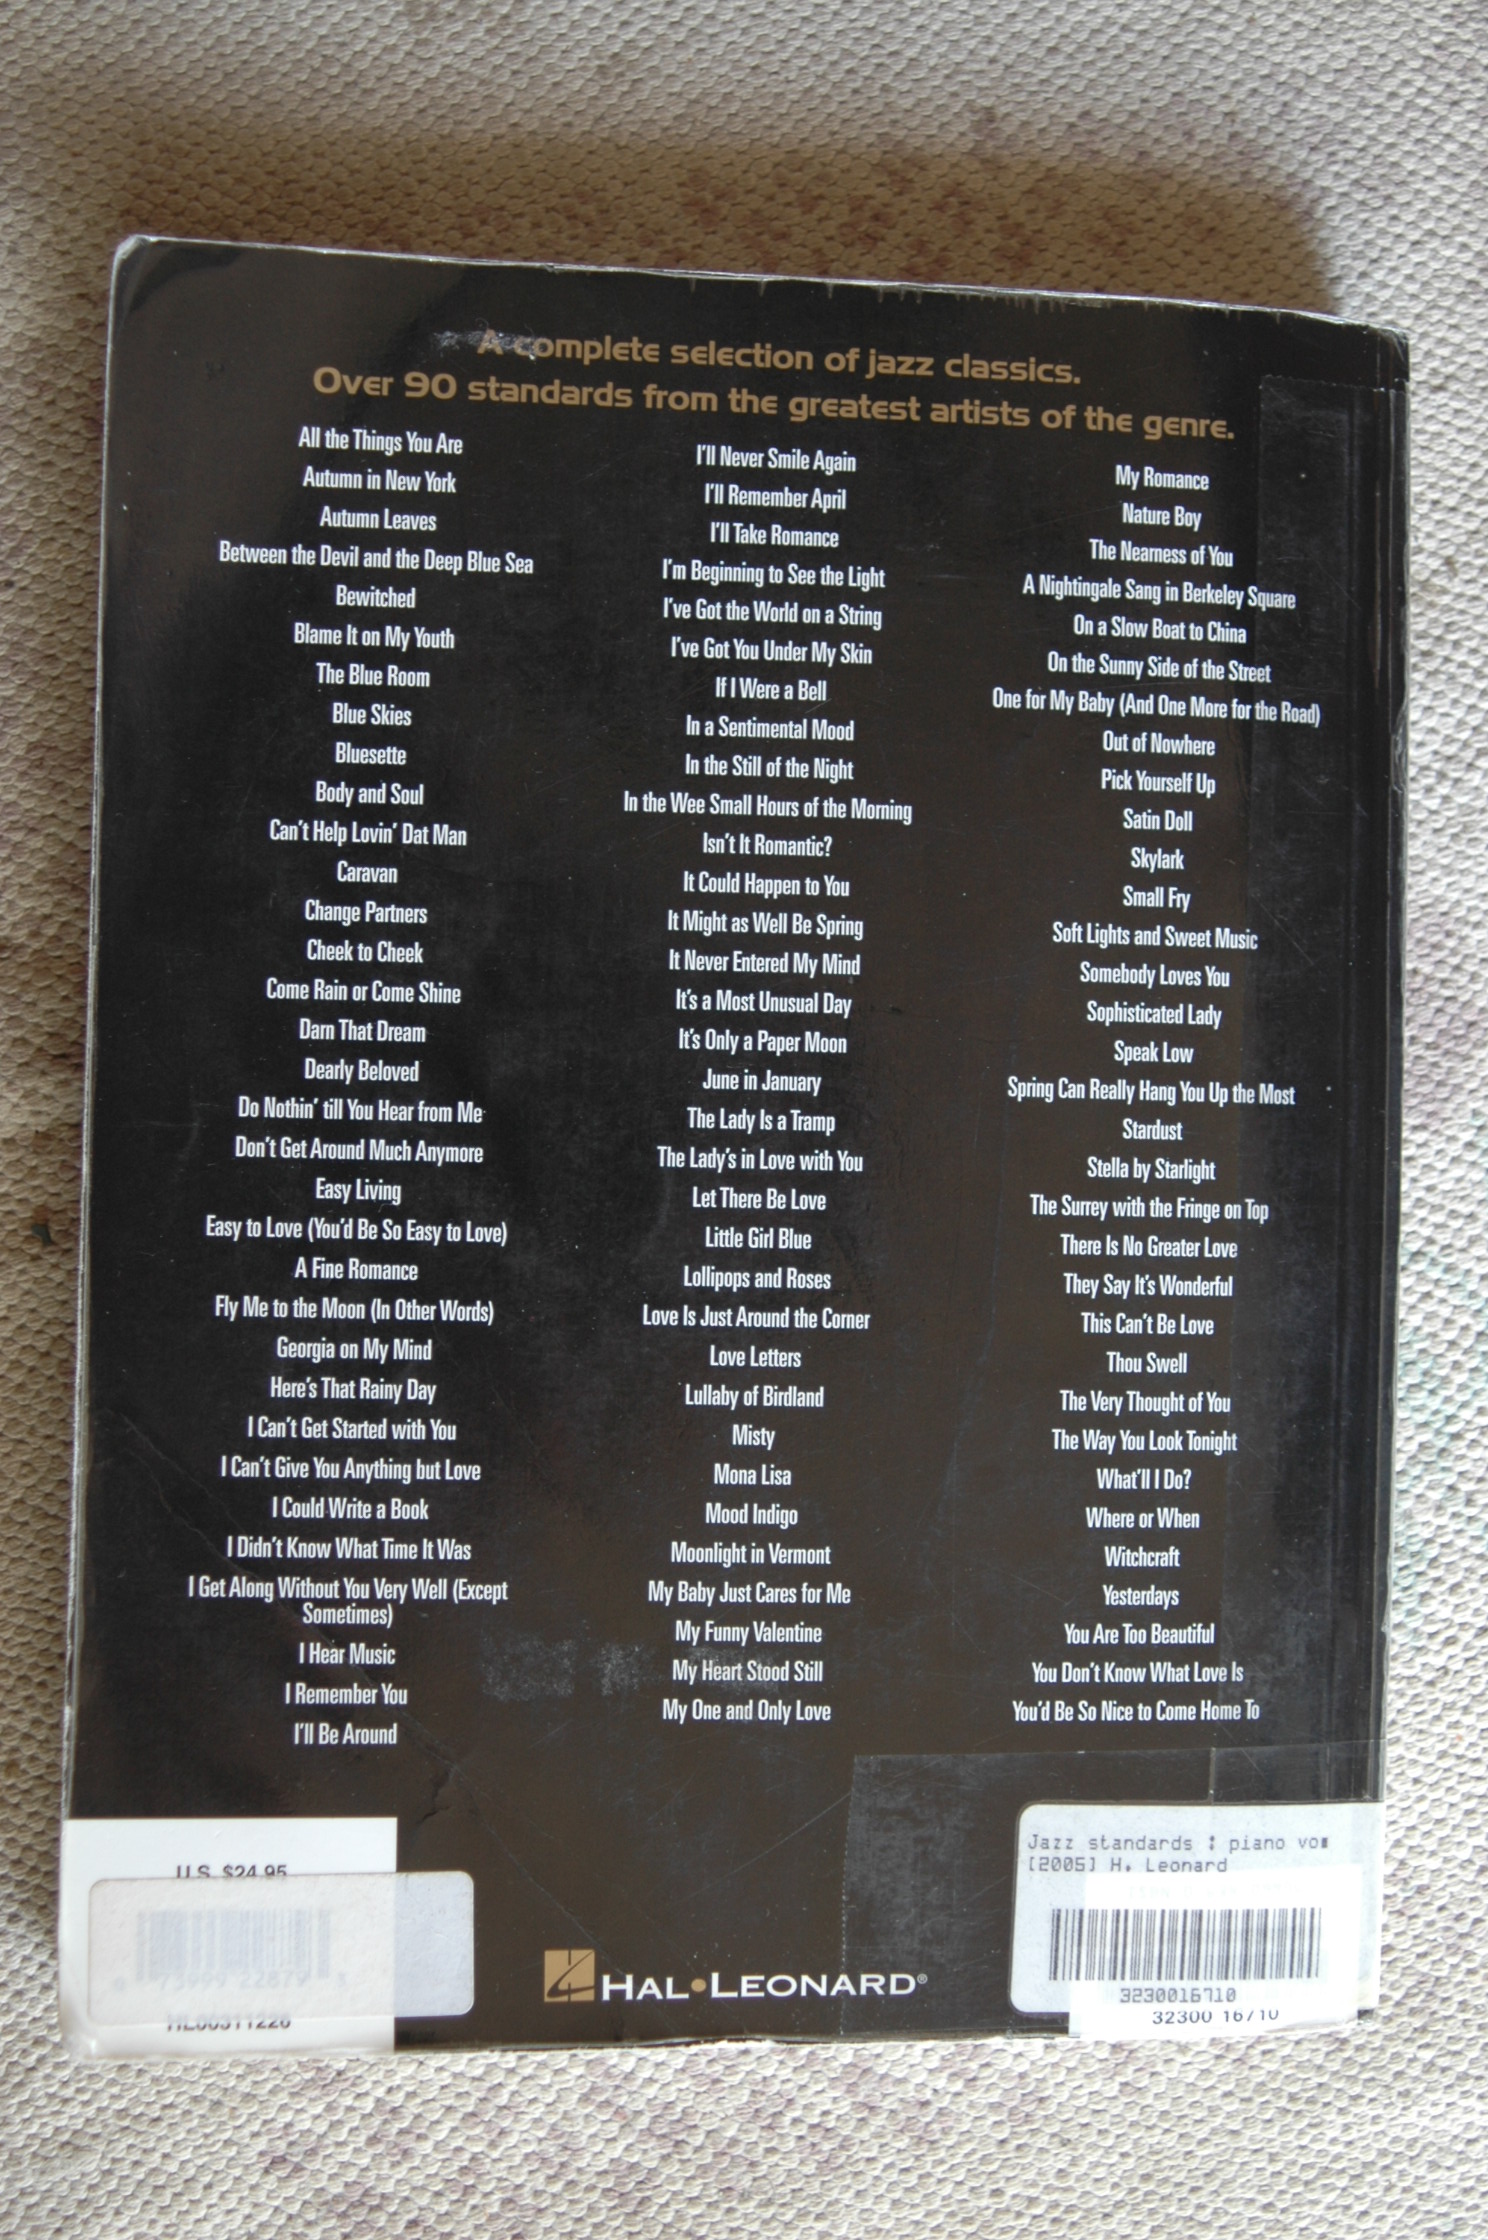 A complete selection of jazz classics.
Over 90 standards from the greatest artists of the genre.
All the Things You Are
Autumn in New York
Autumn Leaves
Between the Devil and the Deep Blue Sea
Bewitched
Blame It on My Youth
The Blue Room
Blue Skies
Bluesette
Body and Soul
Can't Help Lovin' Dat Man
Caravan
Change Partners
Cheek to Cheek
Come Rain or Come Shine
Darn That Dream
Dearly Beloved
Do Nothin' till You Hear from Me
Don't Get Around Much Anymore
Easy Living
Easy to Love (You'd Be So Easy to Love)
A Fine Romance
Fly Me to the Moon (In Other Words)
Georgia on My Mind
Here's That Rainy Day
I Can't Get Started with You
I Can't Give You Anything but Love
I Could Write a Book
I Didn't Know What Time It Was
I Get Along Without You Very Well (Except
Sometimes)
I Hear Music
I Remember You
I'll Be Around
I'll Never Smile Again
I'll Remember April
I'll Take Romance
I'm Beginning to See the Light
I've Got the World on a String
I've Got You Under My Skin
If I Were a Bell
In a Sentimental Mood
In the Still of the Night
In the Wee Small Hours of the Morning
Isn't It Romantic?
It Could Happen to You
It Might as Well Be Spring
It Never Entered My Mind
It's a Most Unusual Day
It's Only a Paper Moon
June in January
The Lady Is a Tramp
The Lady's in Love with You
Let There Be Love
Little Girl Blue
Lollipops and Roses
Love Is Just Around the Corner
Love Letters
Lullaby of Birdland
Misty
Mona Lisa
Mood Indigo
Moonlight in Vermont
My Baby Just Cares for Me
My Funny Valentine
My Heart Stood Still
My One and Only Love
My Romance
Nature Boy
The Nearness of You
A Nightingale Sang in Berkeley Square
On a Slow Boat to China
On the Sunny Side of the Street
One for My Baby (And One More for the Road)
Out of Nowhere
Pick Yourself Up
Satin Doll
Skylark
Small Fry
Soft Lights and Sweet Music
Somebody Loves You
Sophisticated Lady
Speak Low
Spring Can Really Hang You Up the Most
Stardust
Stella by Starlight
The Surrey with the Fringe on Top
There Is No Greater Love
They Say It's Wonderful
This Can't Be Love
Thou Swell
The Very Thought of You
The Way You Look Tonight
What'll I Do?
Where or When
Witchcraft
Yesterdays
You Are Too Beautiful
You Don't Know What Love Is
You'd Be So Nice to Come Home To
U.S. $24.95
73999 22879
HL00311226
HAL•LEONARD®
Jazz standards : piano vo
[2005] H. Leonard
3230016710
32300 16710